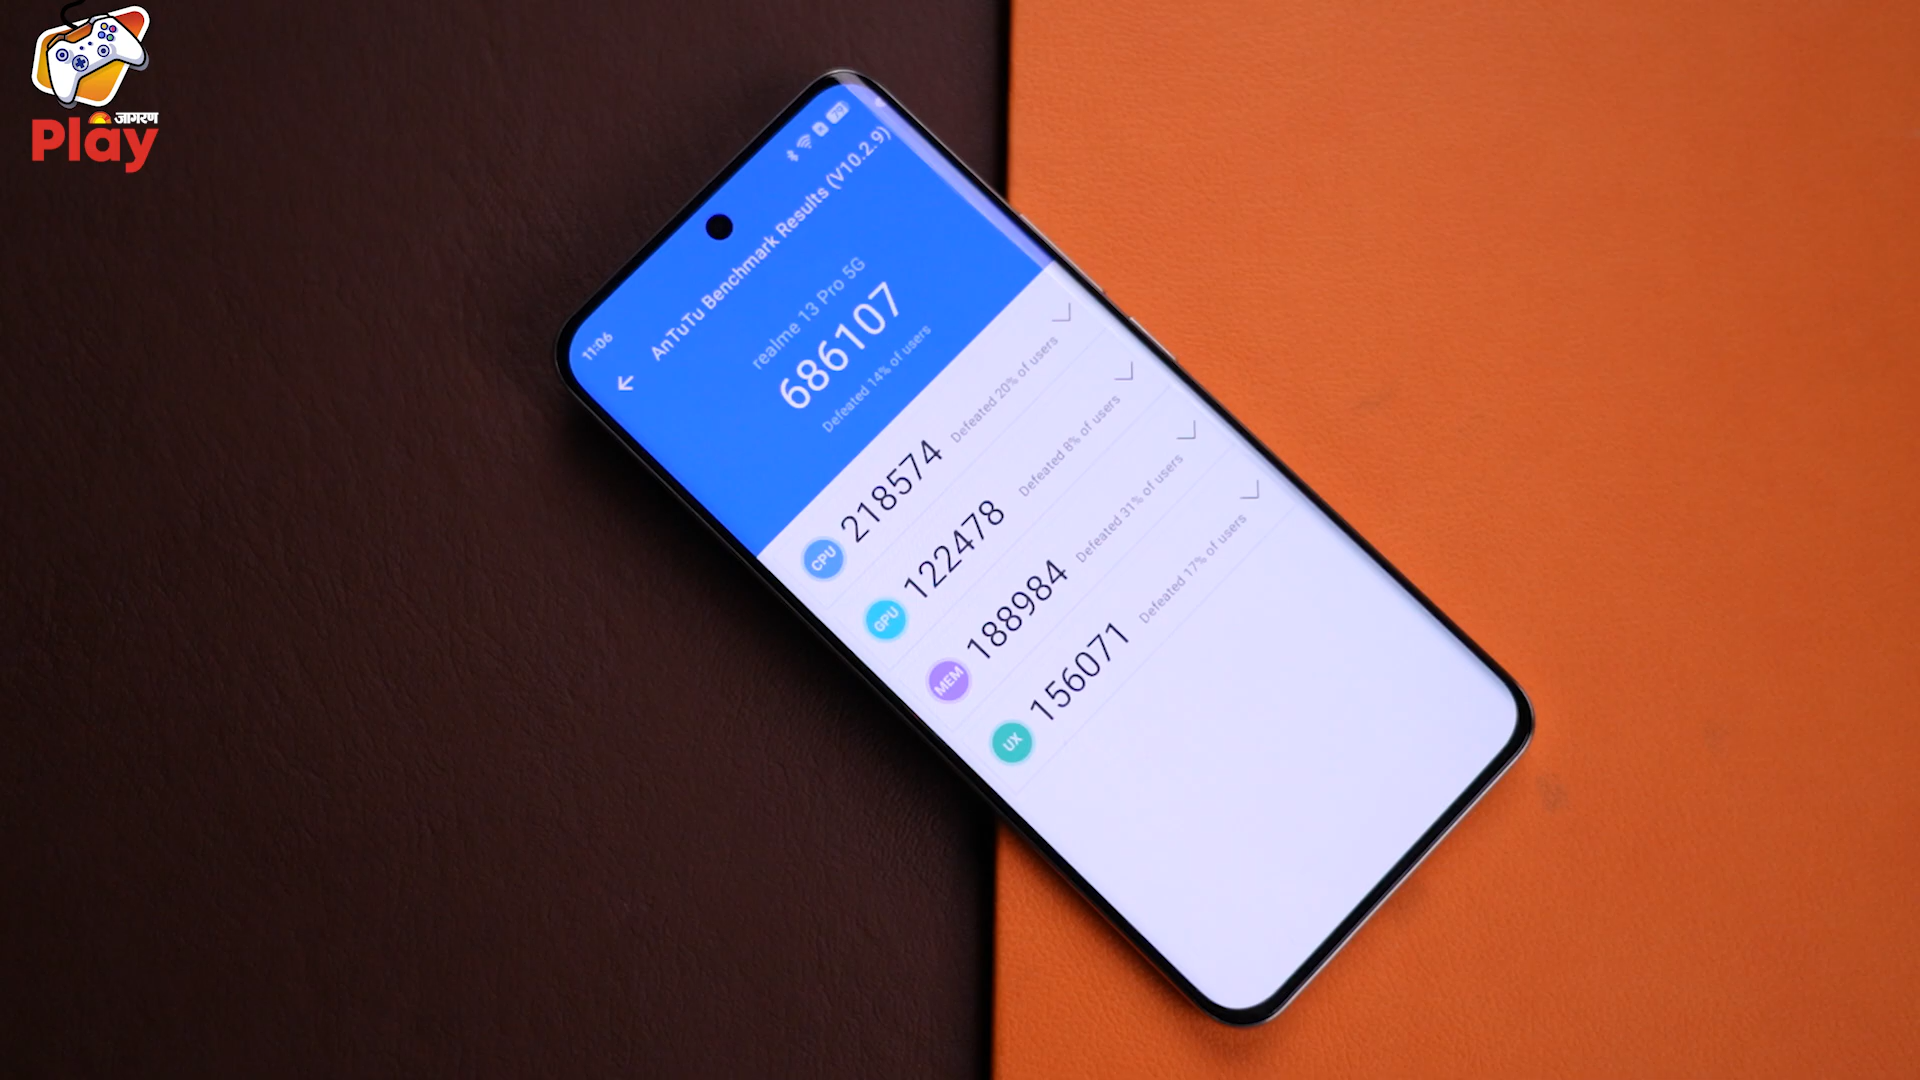 जागरण
Play
11:06
AnTuTu Benchmark Results (V10.2.9)
realme 13 Pro 5G
686107
Defeated 14% of users
CPU 218574 Defeated 20% of users
GPU 122478 Defeated 8% of users
MEM 188984 Defeated 31% of users
UX 156071 Defeated 17% of users